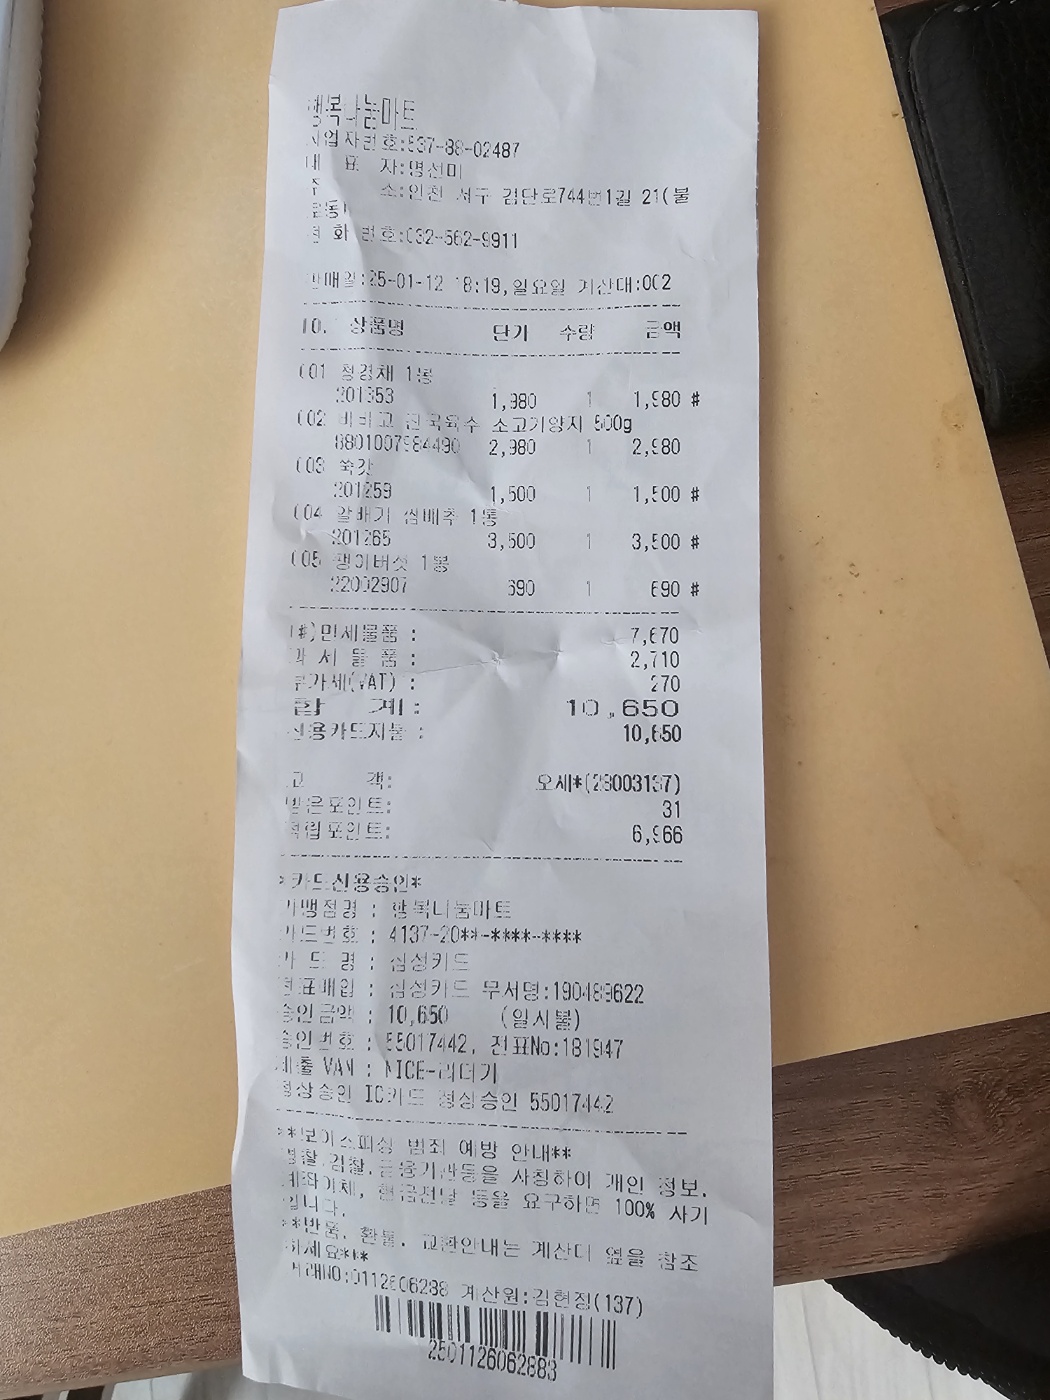 행복나눔마트
사업자번호:537-88-02487
대 표 자:명선미
주 소:인천 서구 검단로744번1길 21(불
전 화 번호:032-562-9911
판매일:25-01-12 18:19,일요일 계산대:002
NO. 상품명 단가 수량 금액
001 청경채 1봉
201353 1,980 1 1,980 #
002 비비고 진국육수 소고기양지 500g
8801007984490 2,980 1 2,980
003 쑥갓
201259 1,500 1 1,500 #
004 알배기 쌈배추 1통
201265 3,500 1 3,500 #
005 팽이버섯 1봉
22002907 690 1 690 #
(#)면세물품 : 7,670
과 세 물 품 : 2,710
부가세(VAT) : 270
합 계 : 10,650
신용카드지불 : 10,650
고 객: 오세*(28003137)
받은포인트: 31
적립포인트: 6,966
*카드신용승인*
가맹점명 : 행복나눔마트
카드번호 : 4137-20**-****-****
카 드 명 : 삼성카드
전표매입 : 삼성카드 무서명:190489622
승인금액 : 10,650 (일시불)
승인번호 : 55017442, 전표No:181947
제출 VAN : NICE-리더기
정상승인 IC카드 정상승인 55017442
**보이스피싱 범죄 예방 안내**
경찰.검찰.금융기관등을 사칭하여 개인 정보.
계좌이체, 현금전달 등을 요구하면 100% 사기
입니다.
**반품, 환불, 교환안내는 계산대 옆을 참조
하세요***
거래NO:0112606288 계산원:김현정(137)
2501126062883